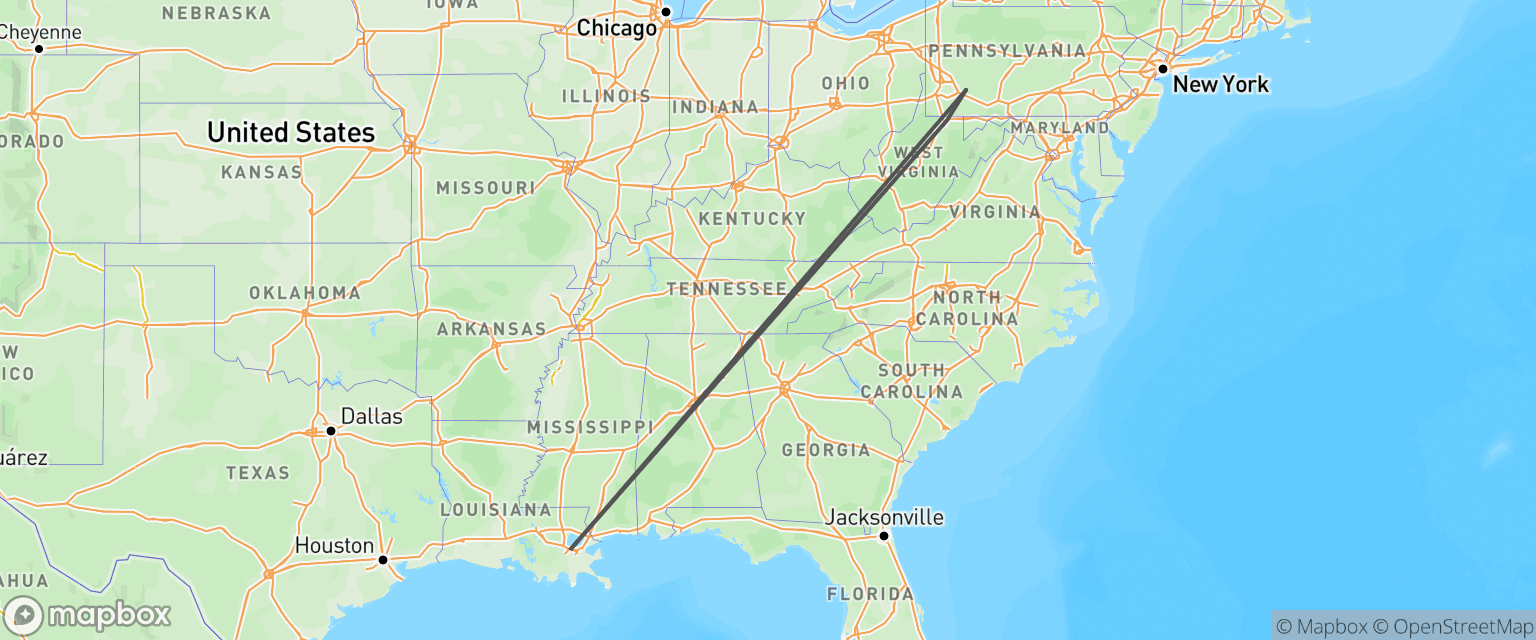 NEBRASKA
IOWA
Cheyenne
Chicago
PENNSYLVANIA
OHIO
New York
ILLINOIS
INDIANA
United States
ORADO
MARYLAND
KANSAS
WEST
VIRGINIA
MISSOURI
KENTUCKY
VIRGINIA
OKLAHOMA
TENNESSEE
NORTH
CAROLINA
ARKANSAS
W
ICO
SOUTH
CAROLINA
Dallas
MISSISSIPPI
GEORGIA
uárez
TEXAS
LOUISIANA
Jacksonville
Houston
AHUA
FLORIDA
mapbox
© Mapbox © OpenStreetMap